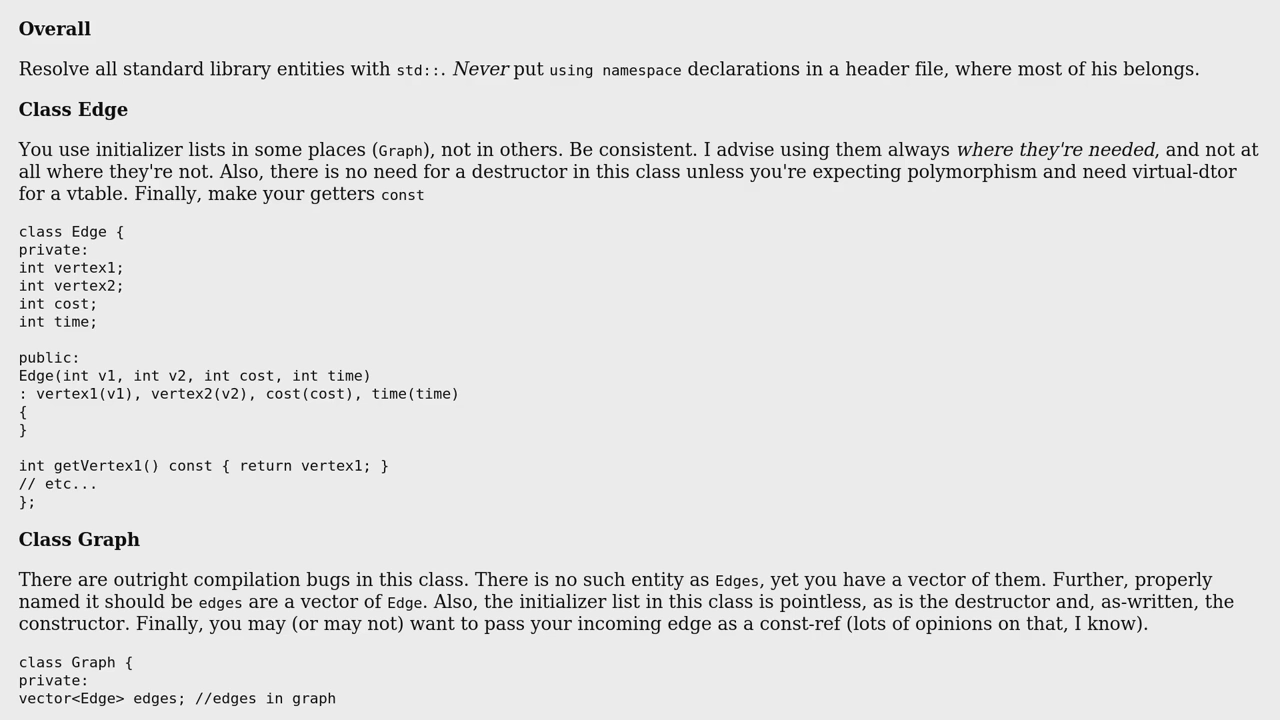 Overall
Resolve all standard library entities with std::. Never put using namespace declarations in a header file, where most of his belongs.
Class Edge
You use initializer lists in some places (Graph), not in others. Be consistent. I advise using them always where they're needed, and not at
all where they're not. Also, there is no need for a destructor in this class unless you're expecting polymorphism and need virtual-dtor
for a vtable. Finally, make your getters const
class Edge {
private:
int vertex1;
int vertex2;
int cost;
int time;
public:
Edge(int v1, int v2, int cost, int time)
: vertex1(v1), vertex2(v2), cost(cost), time(time)
{
}
int getVertex1() const { return vertex1; }
// etc...
};
Class Graph
There are outright compilation bugs in this class. There is no such entity as Edges, yet you have a vector of them. Further, properly
named it should be edges are a vector of Edge. Also, the initializer list in this class is pointless, as is the destructor and, as-written, the
constructor. Finally, you may (or may not) want to pass your incoming edge as a const-ref (lots of opinions on that, I know).
class Graph {
private:
vector<Edge> edges; //edges in graph